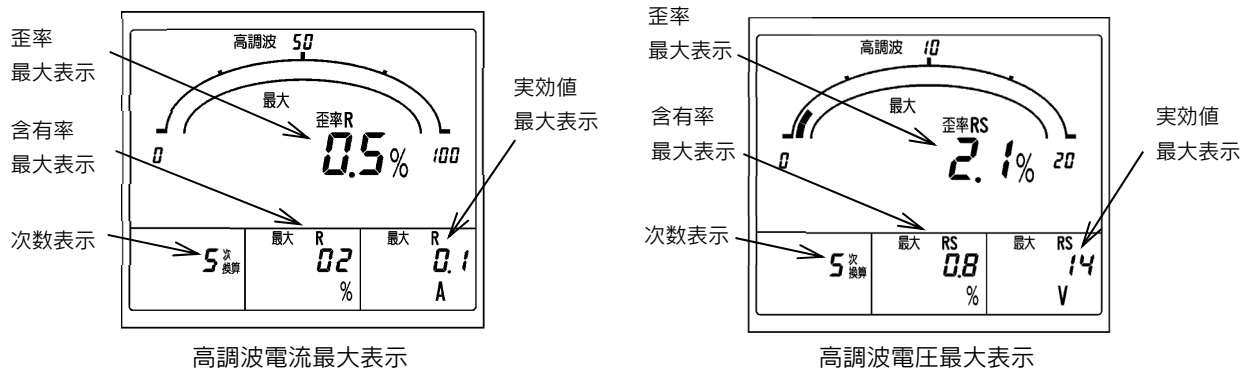 歪率
最大表示
含有率
最大表示
次数表示
高調波 50
最大
歪率R
0.5%
0
100
実効値
最大表示
5次
換算
最大 R
02
%
最大 R
0.1
A
高調波電流最大表示
歪率
最大表示
含有率
最大表示
次数表示
高調波 10
最大
歪率RS
2.1%
0
20
実効値
最大表示
5次
換算
最大 RS
0.8
%
最大 RS
14
V
高調波電圧最大表示